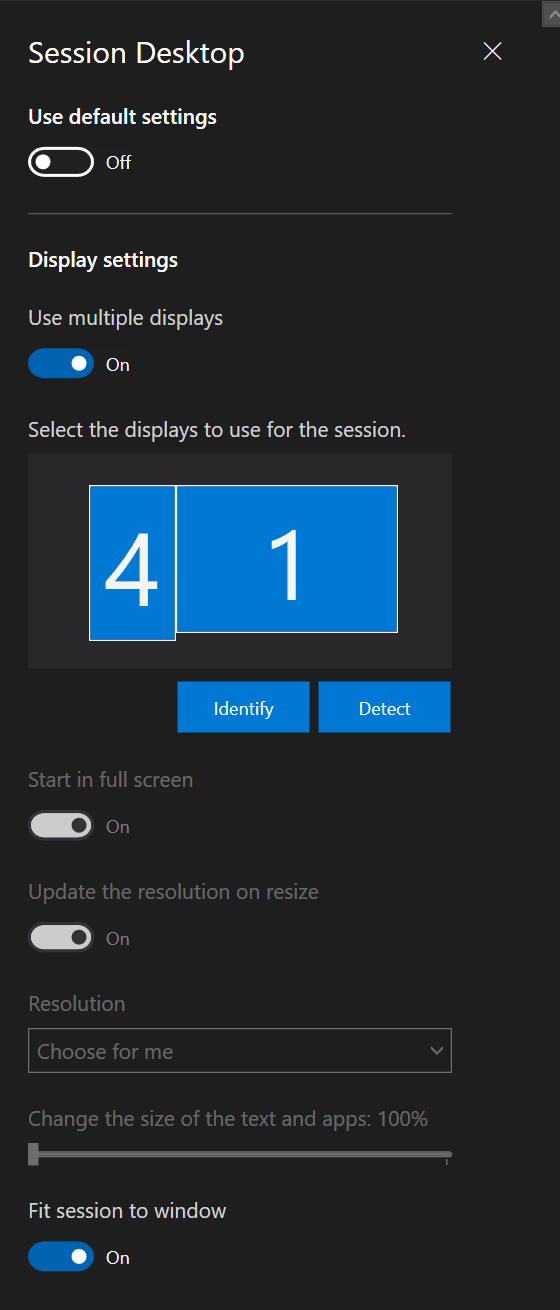 Session Desktop
Use default settings
Off
Display settings
Use multiple displays
On
Select the displays to use for the session.
4 1
Identify Detect
Start in full screen
On
Update the resolution on resize
On
Resolution
Choose for me
Change the size of the text and apps: 100%
Fit session to window
On